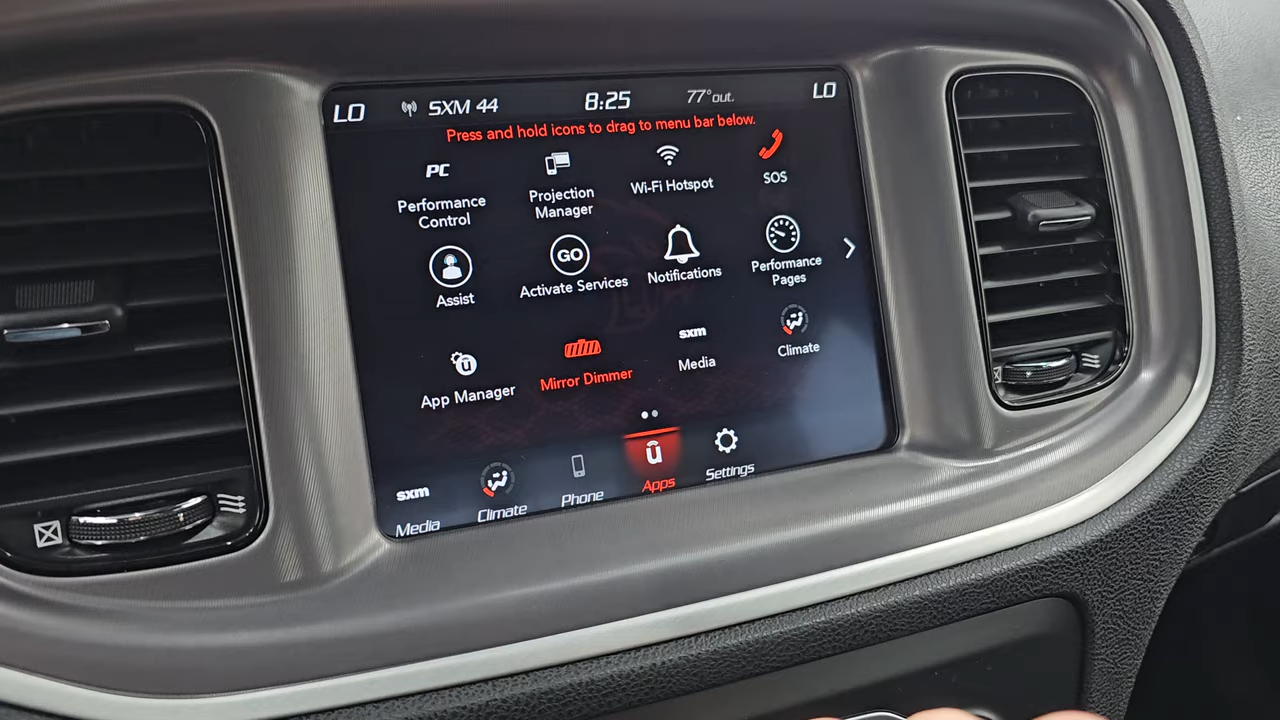 LO SXM 44 8:25 77°out. LO
Press and hold icons to drag to menu bar below.
PC
Performance
Control
Projection
Manager
Wi-Fi Hotspot
SOS
Assist
GO
Activate Services
Notifications
Performance
Pages
App Manager
Mirror Dimmer
sxm
Media
Climate
sxm
Media
Climate
Phone
Apps
Settings